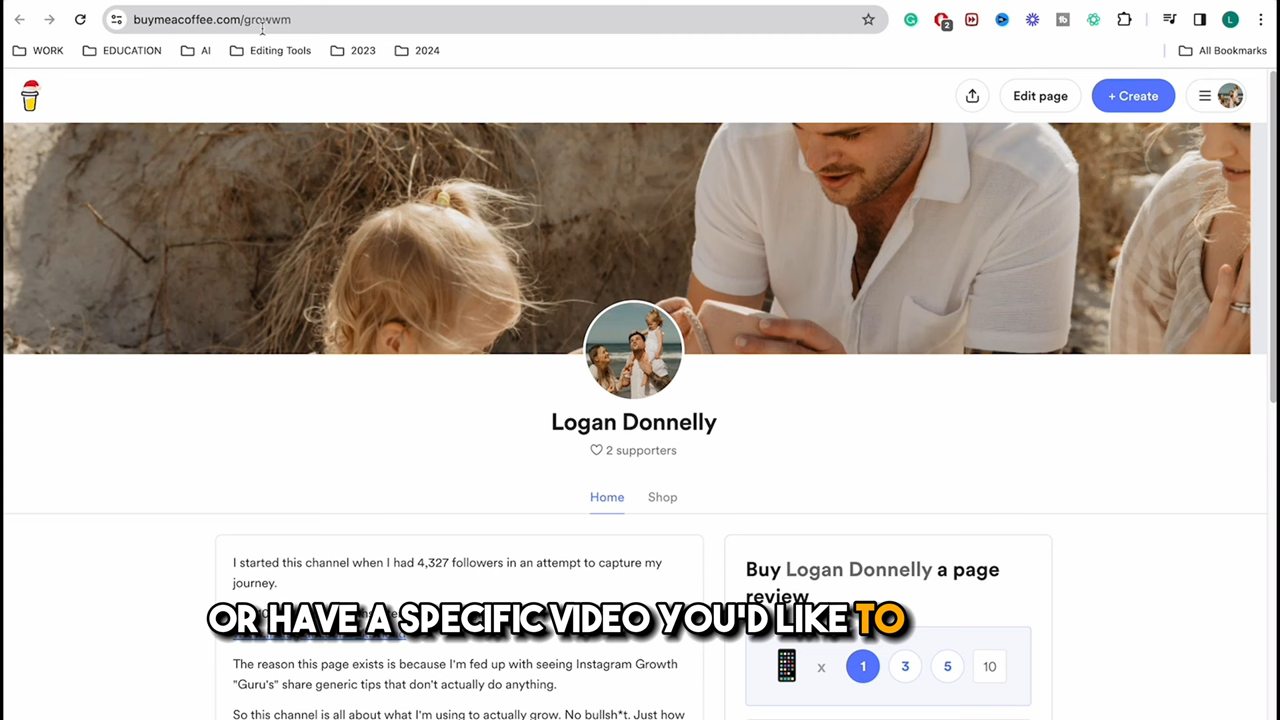 buymeacoffee.com/growwm
2
L
WORK
EDUCATION
AI
Editing Tools
2023
2024
All Bookmarks
Edit page
+ Create
Logan Donnelly
2 supporters
Home
Shop
I started this channel when I had 4,327 followers in an attempt to capture my
journey.
The reason this page exists is because I'm fed up with seeing Instagram Growth
"Guru's" share generic tips that don't actually do anything.
So this channel is all about what I'm using to actually grow. No bullsh*t. Just how
Buy Logan Donnelly a page
review
x
1
3
5
10
OR HAVE A SPECIFIC VIDEO YOU'D LIKE TO